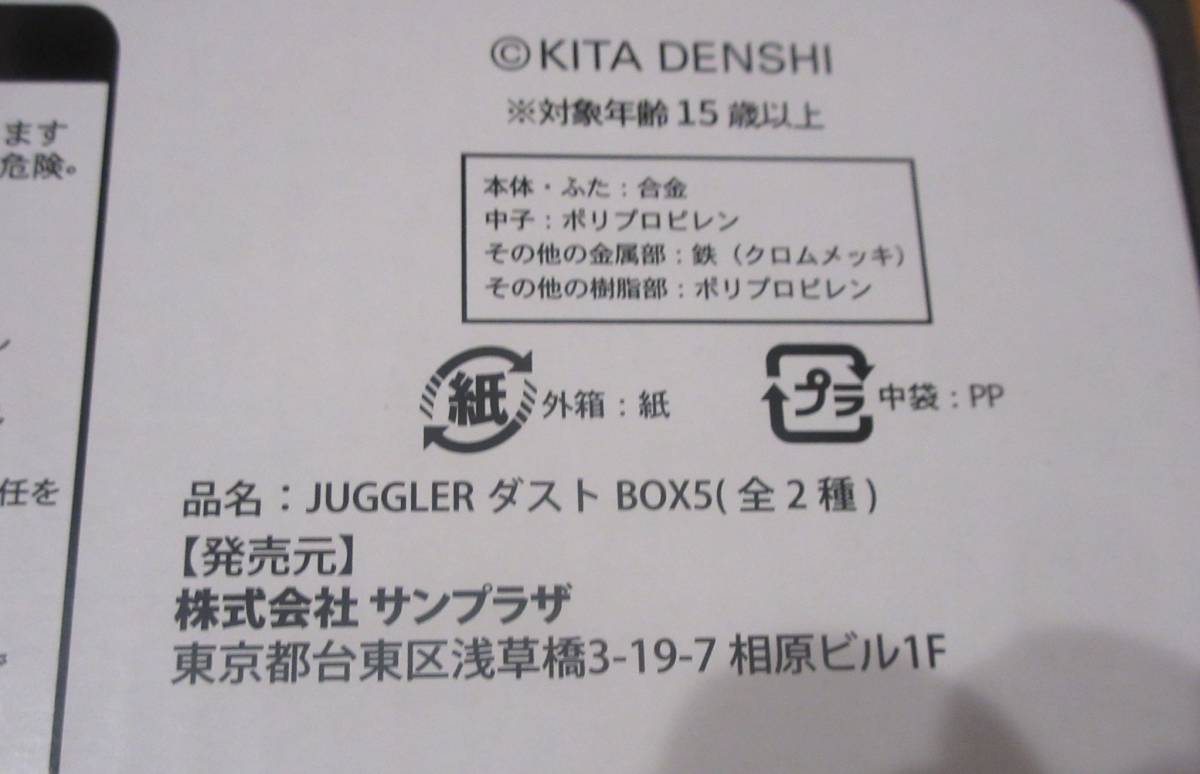 ます
危険。
任を
©KITA DENSHI
※対象年齢15歳以上
本体・ふた：合金
中子：ポリプロピレン
その他の金属部：鉄（クロムメッキ）
その他の樹脂部：ポリプロピレン
紙 外箱：紙
プラ 中袋：PP
品名：JUGGLER ダスト BOX5(全2種)
【発売元】
株式会社 サンプラザ
東京都台東区浅草橋3-19-7 相原ビル1F